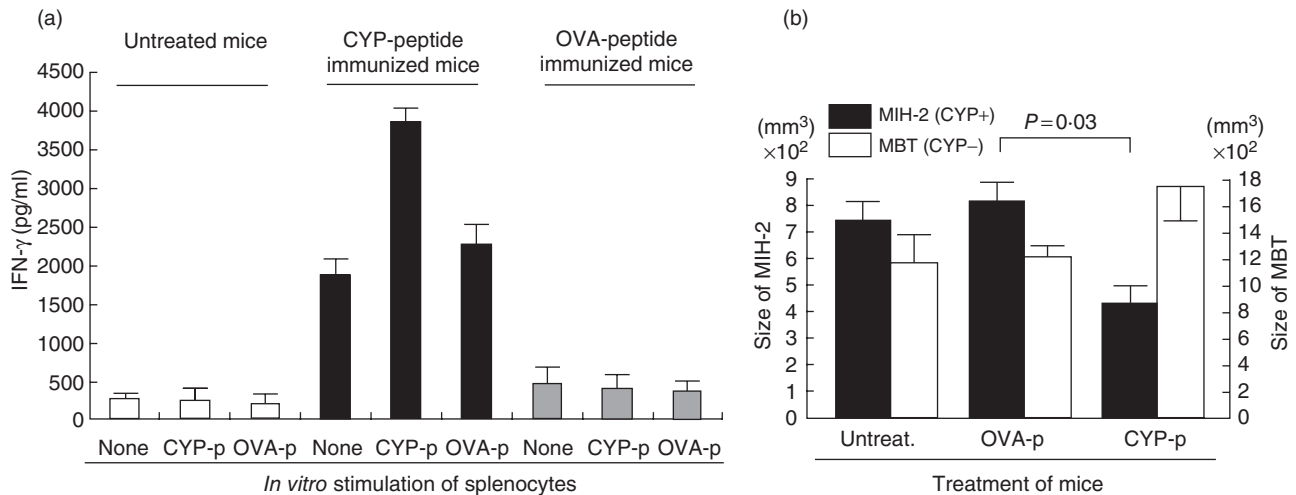 (a)
Untreated mice
CYP-peptide
immunized mice
OVA-peptide
immunized mice
4500
4000
3500
3000
2500
2000
1500
1000
500
0
IFN-γ (pg/ml)
None CYP-p OVA-p None CYP-p OVA-p None CYP-p OVA-p
In vitro stimulation of splenocytes
(b)
(mm³)
×10²
MIH-2 (CYP+)
MBT (CYP–)
P = 0·03
(mm³)
×10²
9
8
7
6
5
4
3
2
1
0
Size of MIH-2
18
16
14
12
10
8
6
4
2
0
Size of MBT
Untreat. OVA-p CYP-p
Treatment of mice